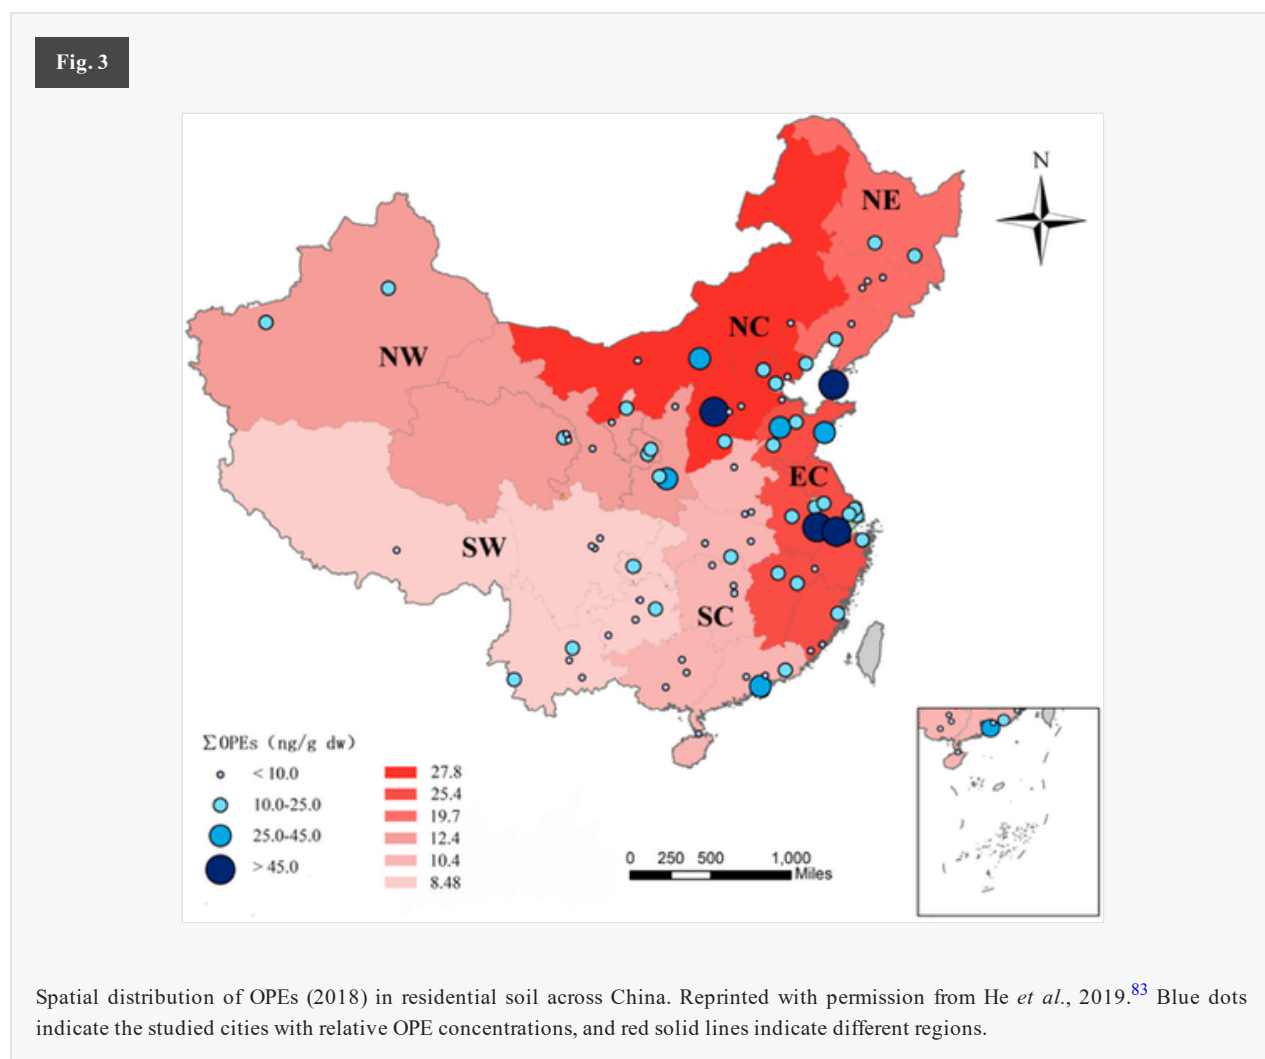 Fig. 3
N
NE
NC
NW
EC
SW
SC
∑OPEs (ng/g dw)
< 10.0
10.0-25.0
25.0-45.0
> 45.0
27.8
25.4
19.7
12.4
10.4
8.48
0 250 500 1,000
Miles
Spatial distribution of OPEs (2018) in residential soil across China. Reprinted with permission from He et al., 2019.83 Blue dots
indicate the studied cities with relative OPE concentrations, and red solid lines indicate different regions.